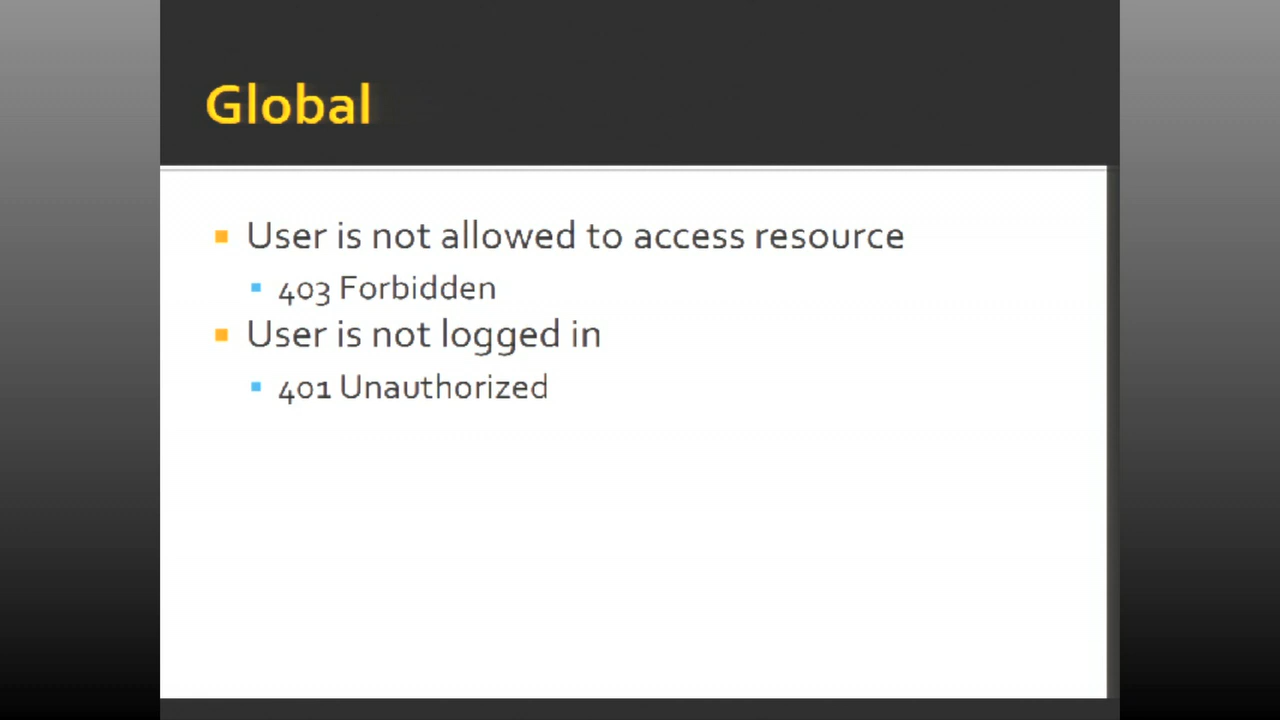 Global
User is not allowed to access resource
403 Forbidden
User is not logged in
401 Unauthorized